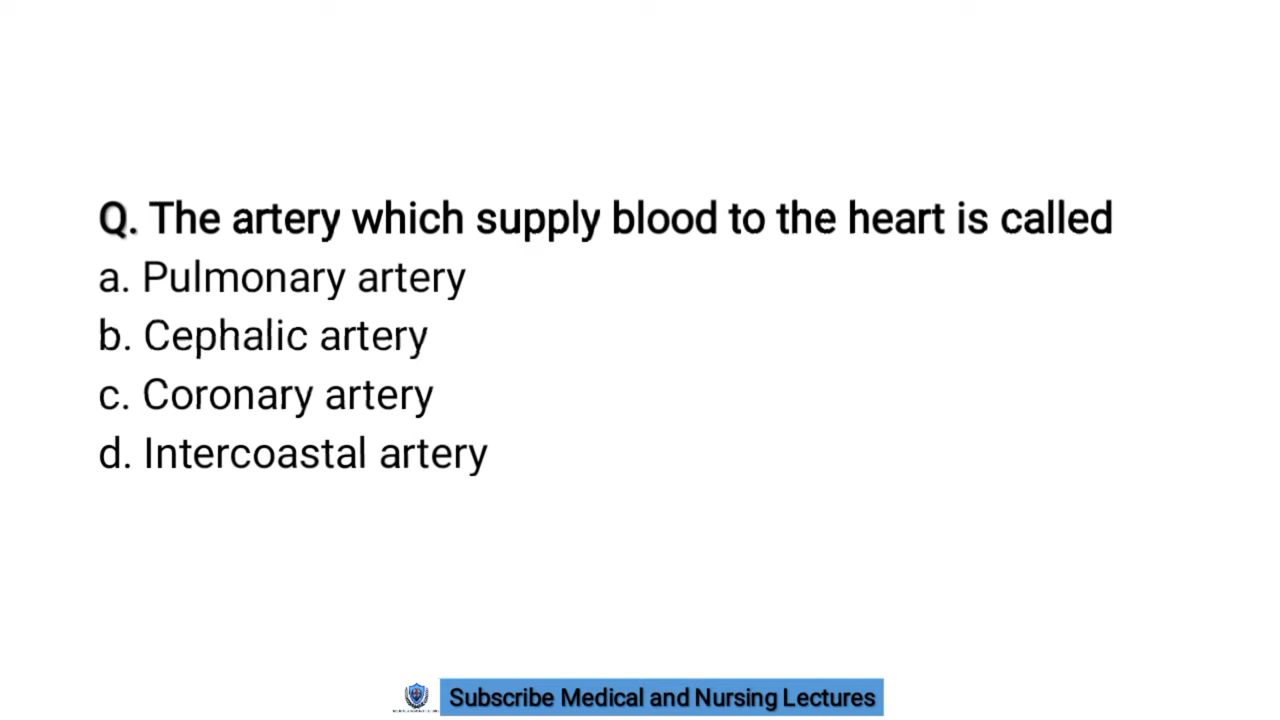 Q. The artery which supply blood to the heart is called
a. Pulmonary artery
b. Cephalic artery
c. Coronary artery
d. Intercoastal artery
Subscribe Medical and Nursing Lectures